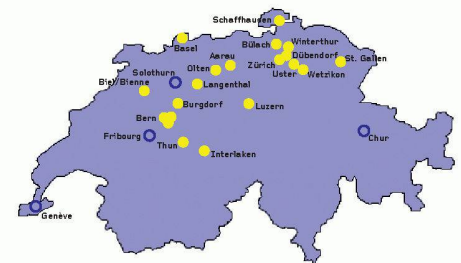 Schaffhausen
Basel
Bülach
Winterthur
Aarau
Dübendorf
Olten
Zürich
St. Gallen
Solothurn
Uster
Wetzikon
Biel/Bienne
Langenthal
Burgdorf
Luzern
Bern
Fribourg
Chur
Thun
Interlaken
Genève